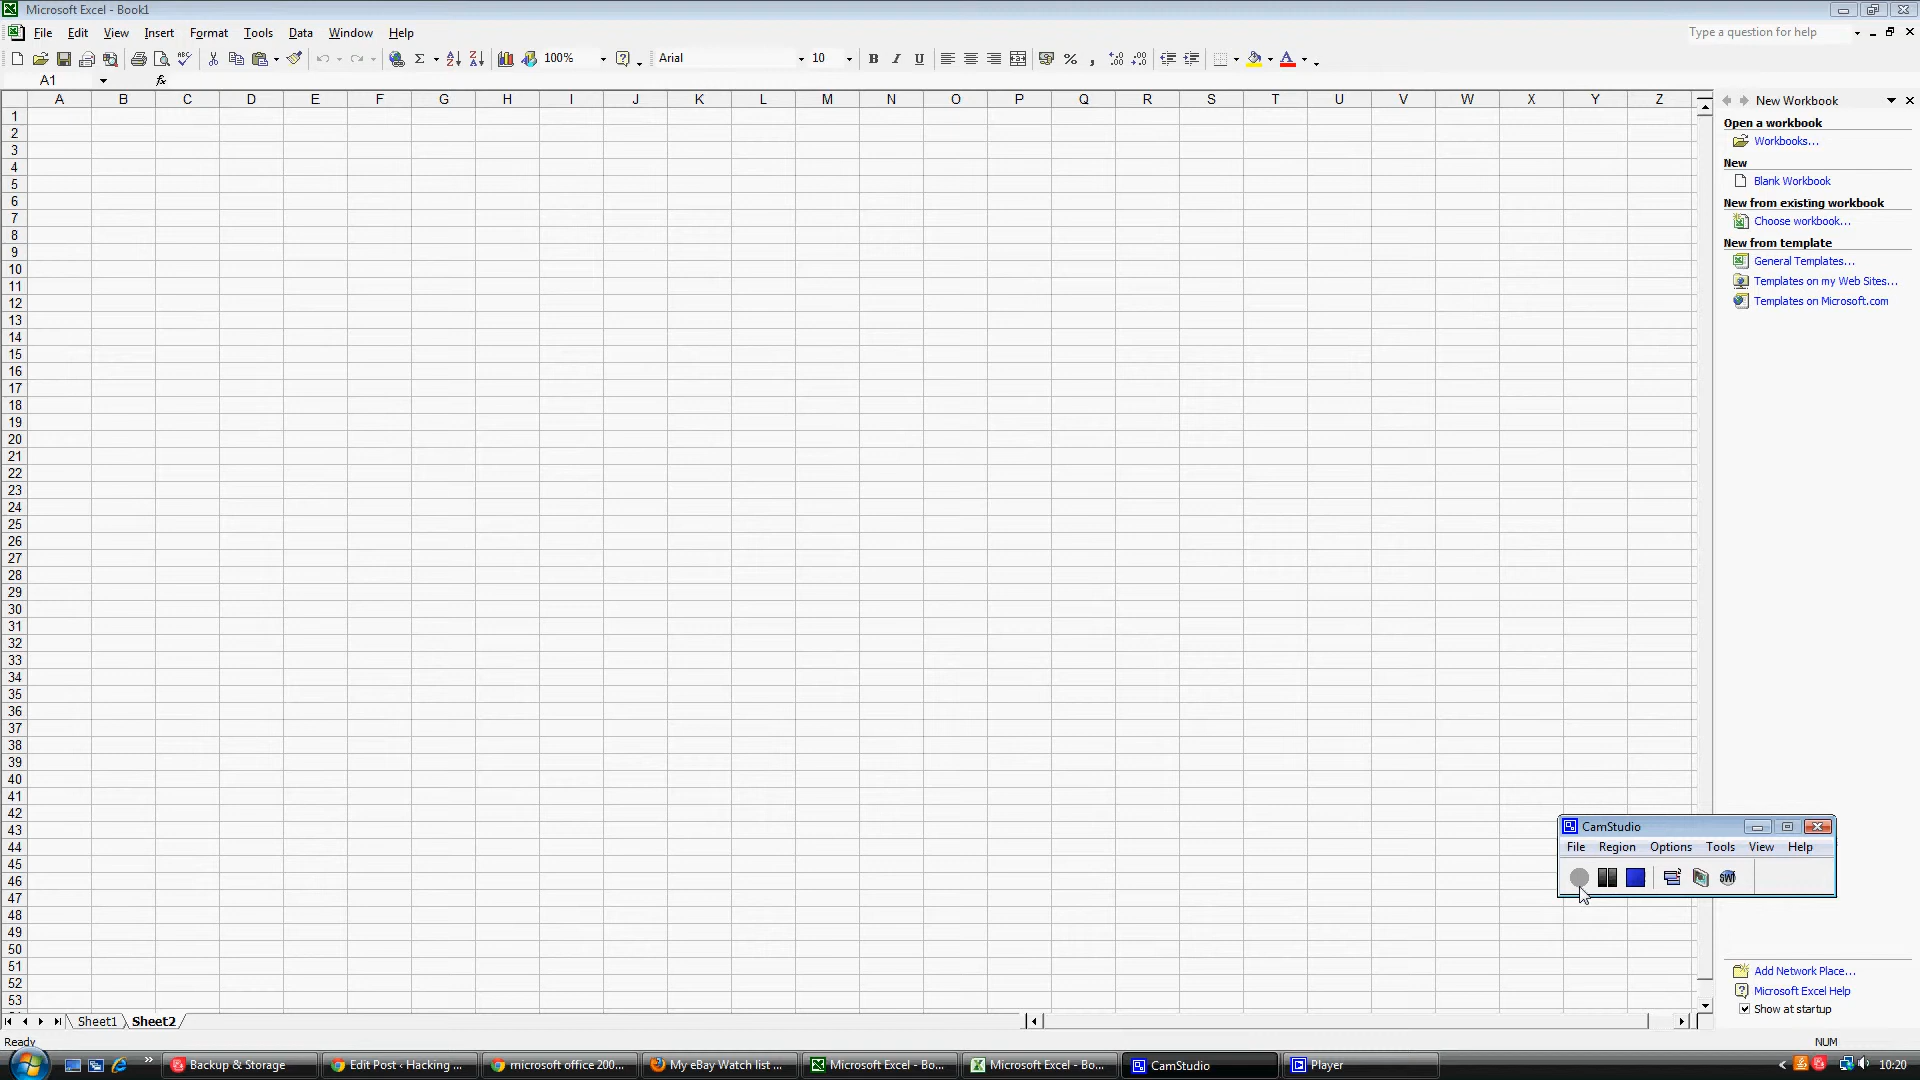 Microsoft Excel - Book1
File Edit View Insert Format Tools Data Window Help Type a question for help
100% Arial 10 B I U
A1 fx
A B C D E F G H I J K L M N O P Q R S T U V W X Y Z
New Workbook
Open a workbook
Workbooks...
New
Blank Workbook
New from existing workbook
Choose workbook...
New from template
General Templates...
Templates on my Web Sites...
Templates on Microsoft.com
1
2
3
4
5
6
7
8
9
10
11
12
13
14
15
16
17
18
19
20
21
22
23
24
25
26
27
28
29
30
31
32
33
34
35
36
37
38
39
40
41
42
43
44
45
46
47
48
49
50
51
52
53
CamStudio
File Region Options Tools View Help
SWF
Add Network Place...
Microsoft Excel Help
Show at startup
Sheet1 Sheet2
Ready NUM
Backup & Storage Edit Post ‹ Hacking ... microsoft office 200... My eBay Watch list ... Microsoft Excel - Bo... Microsoft Excel - Bo... CamStudio Player 10:20